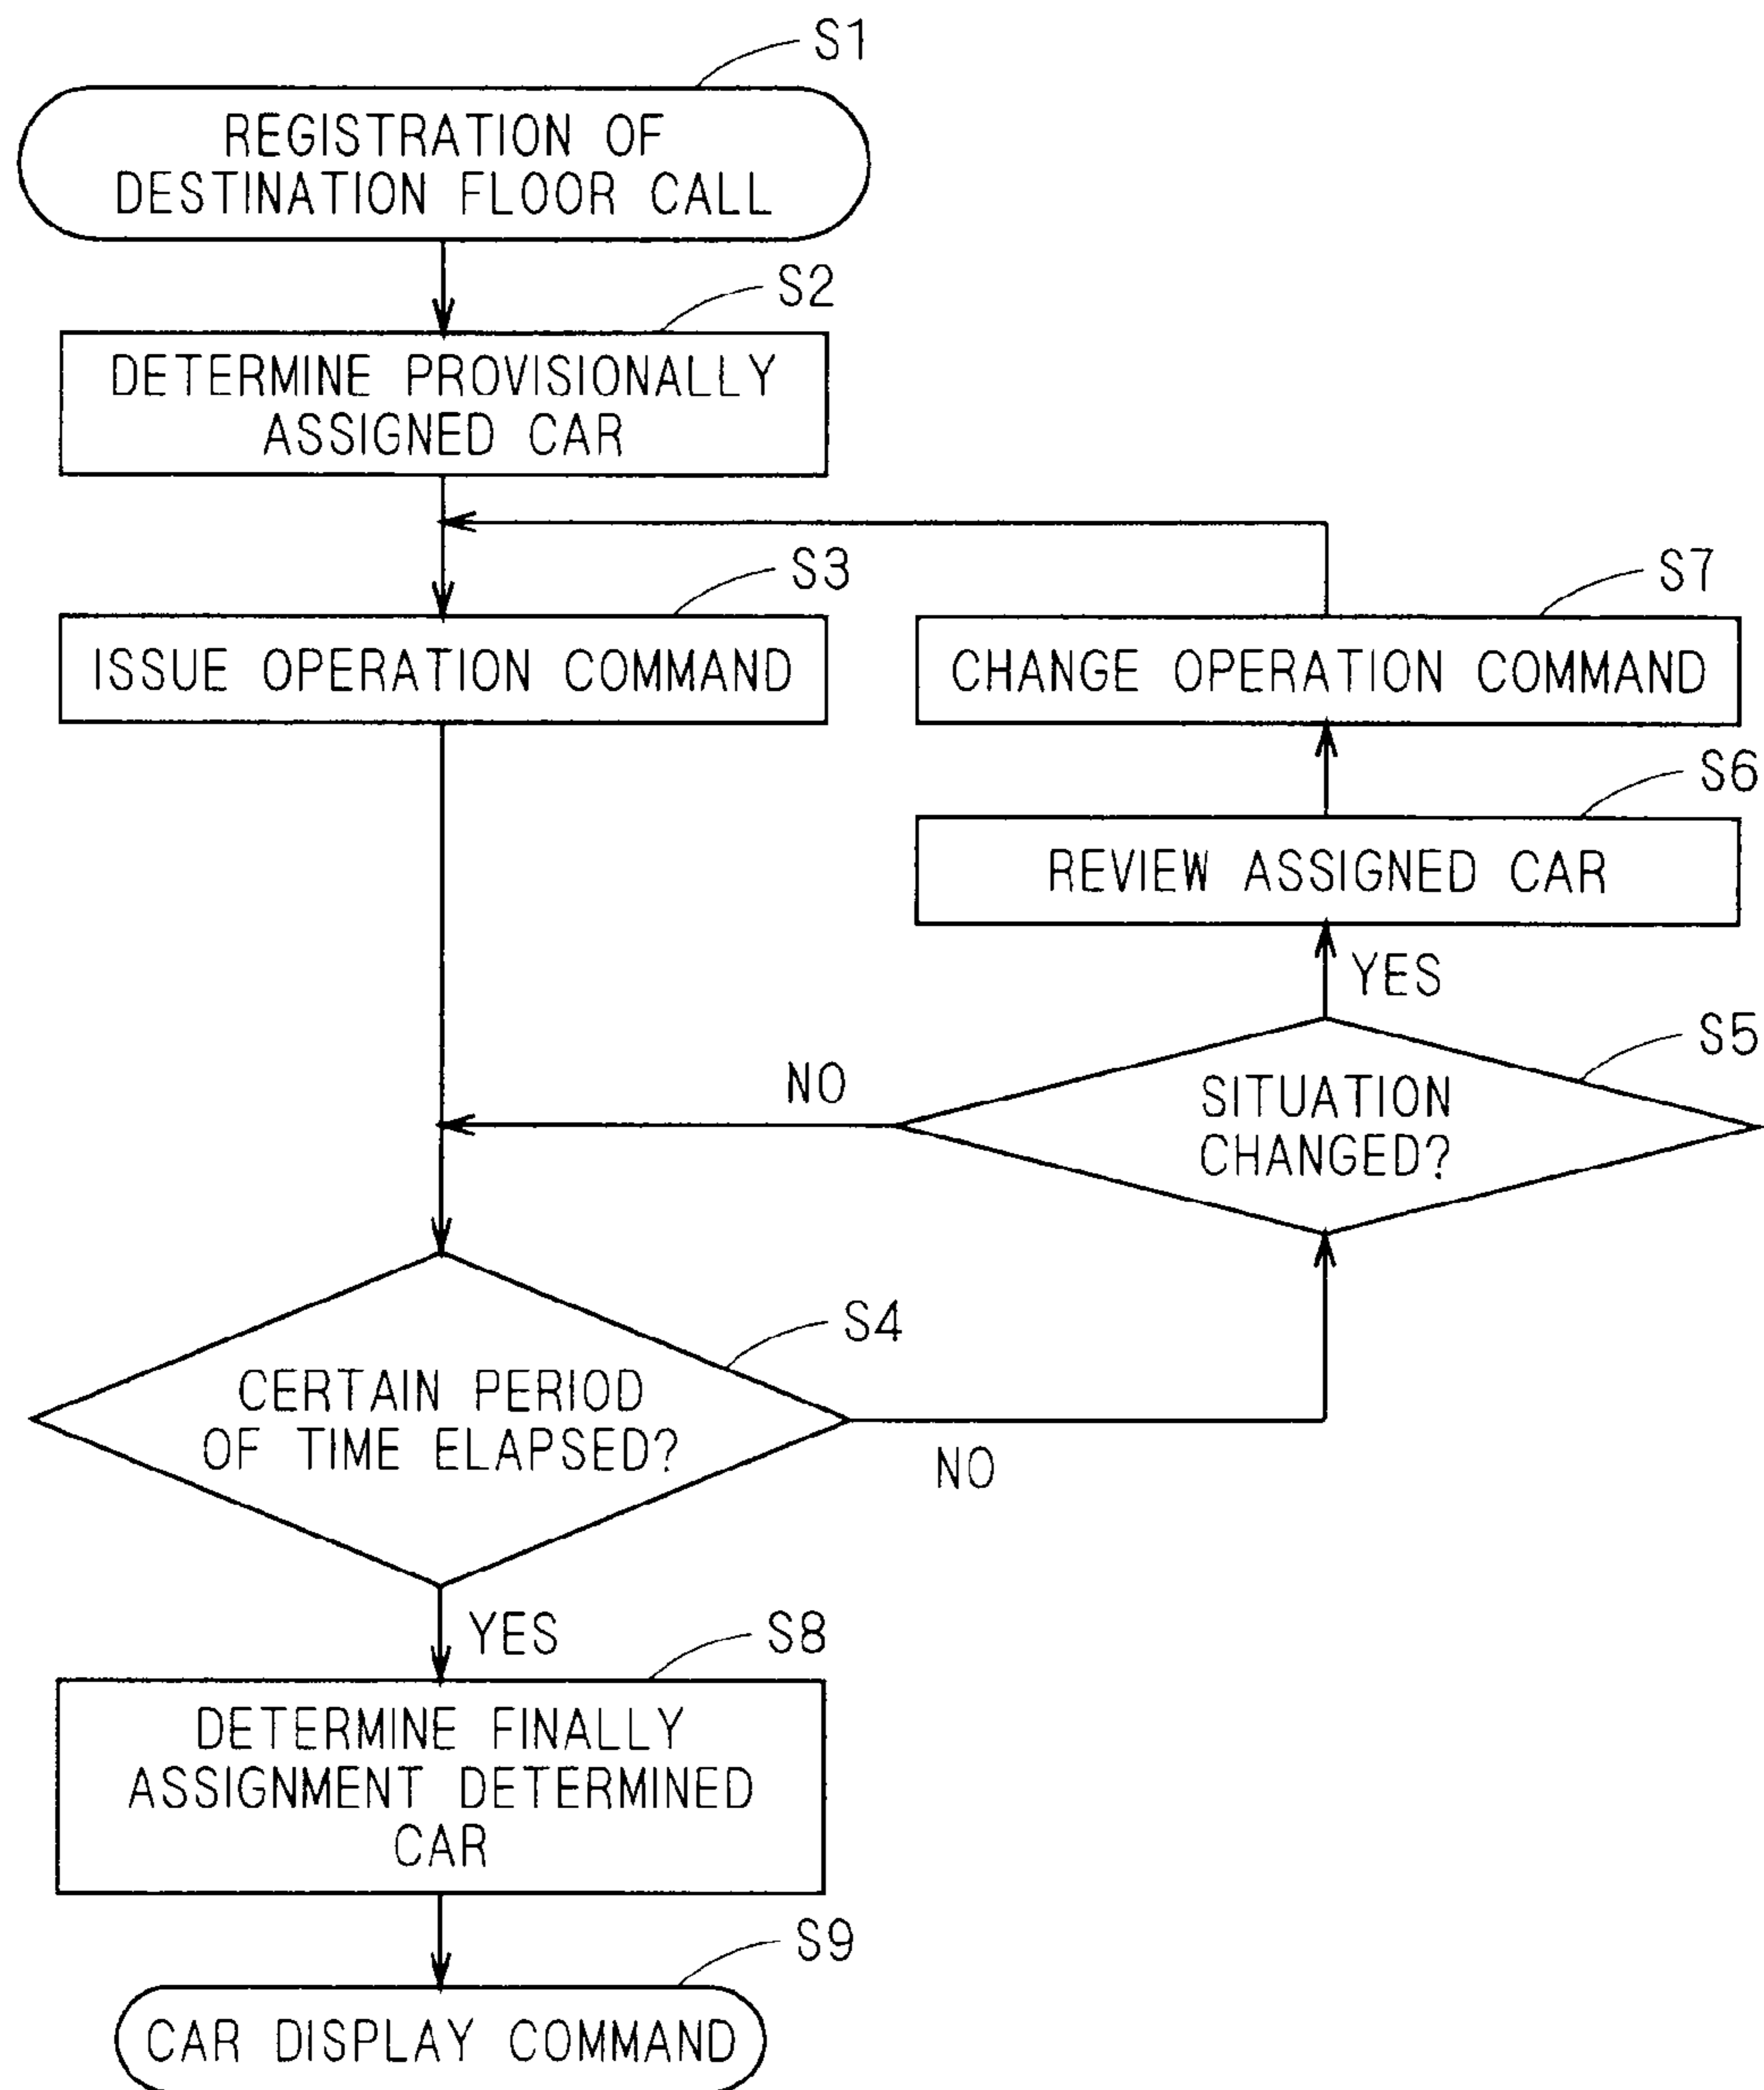 S1
REGISTRATION OF
DESTINATION FLOOR CALL
S2
DETERMINE PROVISIONALLY
ASSIGNED CAR
S3
ISSUE OPERATION COMMAND
S7
CHANGE OPERATION COMMAND
S6
REVIEW ASSIGNED CAR
YES
S5
SITUATION
CHANGED?
NO
S4
CERTAIN PERIOD
OF TIME ELAPSED?
NO
YES
S8
DETERMINE FINALLY
ASSIGNMENT DETERMINED
CAR
S9
CAR DISPLAY COMMAND